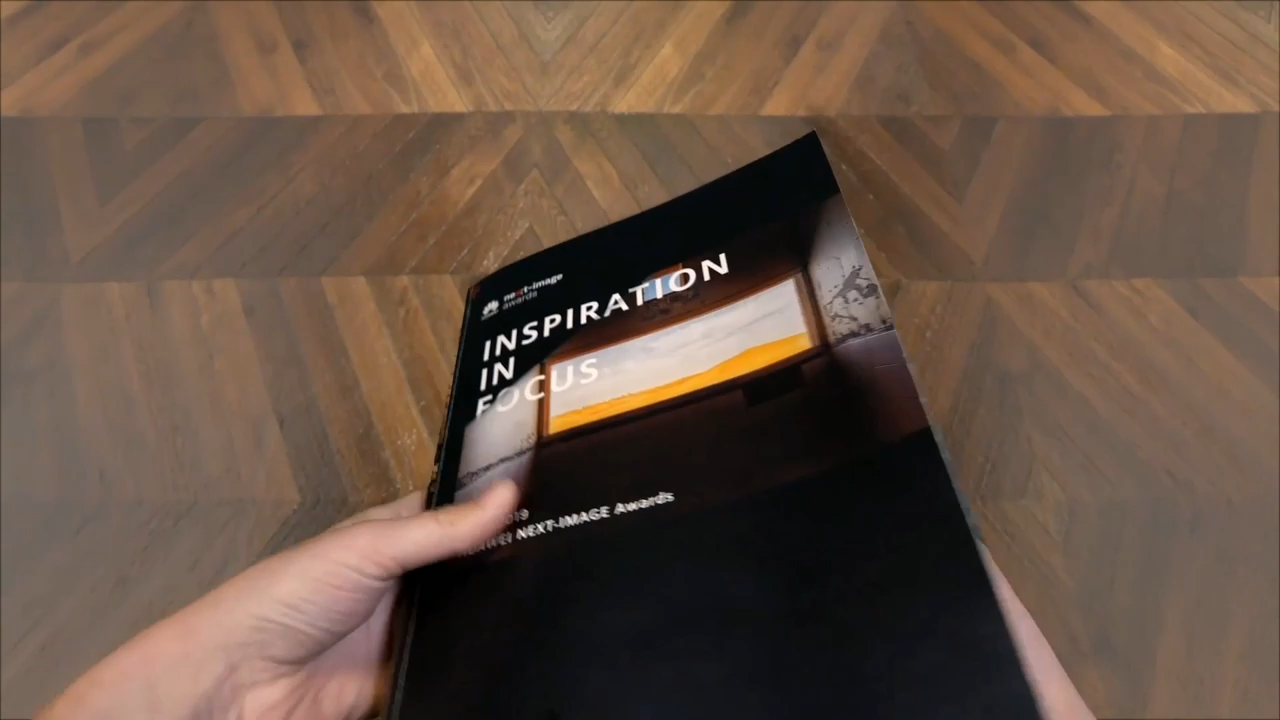 next-image
awards
INSPIRATION
IN
FOCUS
NEXT-IMAGE Awards